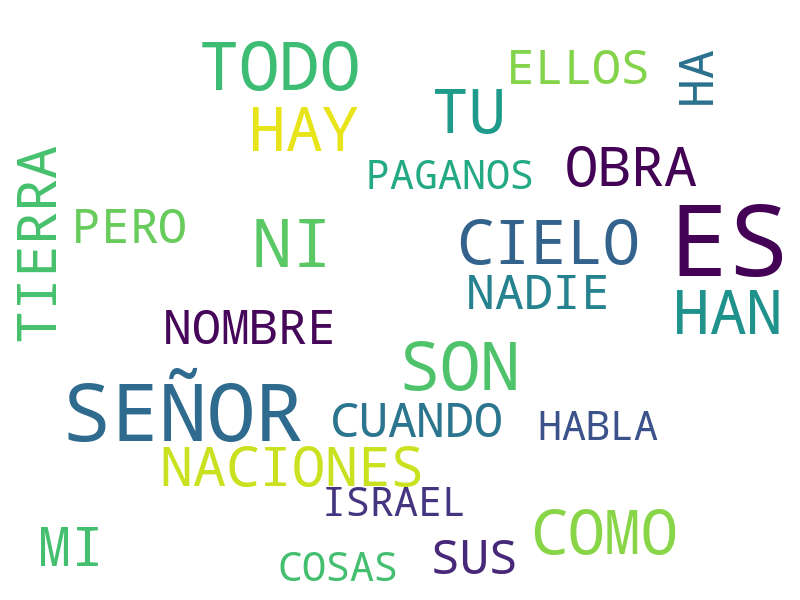 TODO
ELLOS
HA
HAY
TU
PAGANOS
OBRA
TIERRA
PERO
NI
CIELO
ES
NADIE
HAN
NOMBRE
SON
SEÑOR
CUANDO
HABLA
NACIONES
ISRAEL
MI
COMO
COSAS
SUS